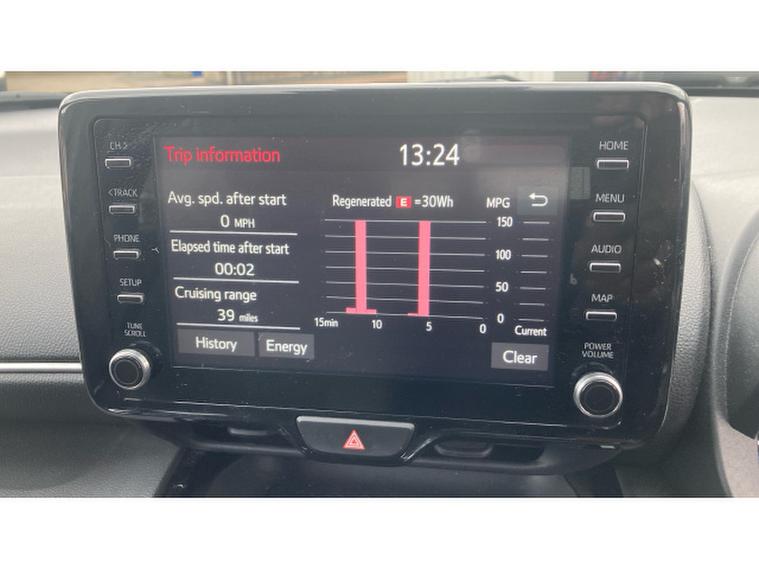 Trip information
13:24
Avg. spd. after start
0 MPH
Elapsed time after start
00:02
Cruising range
39 miles
History
Energy
Regenerated E =30Wh
MPG
150
100
50
0
15min
10
5
0
Current
Clear
CH >
< TRACK
PHONE
SETUP
TUNE
SCROLL
HOME
MENU
AUDIO
MAP
POWER
VOLUME